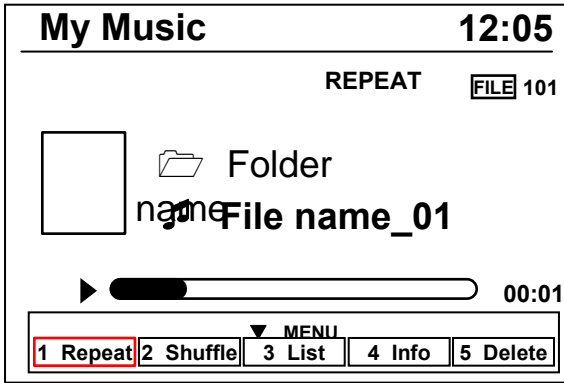 My Music 12:05
REPEAT FILE 101
Folder
name File name_01
00:01
MENU
1 Repeat 2 Shuffle 3 List 4 Info 5 Delete